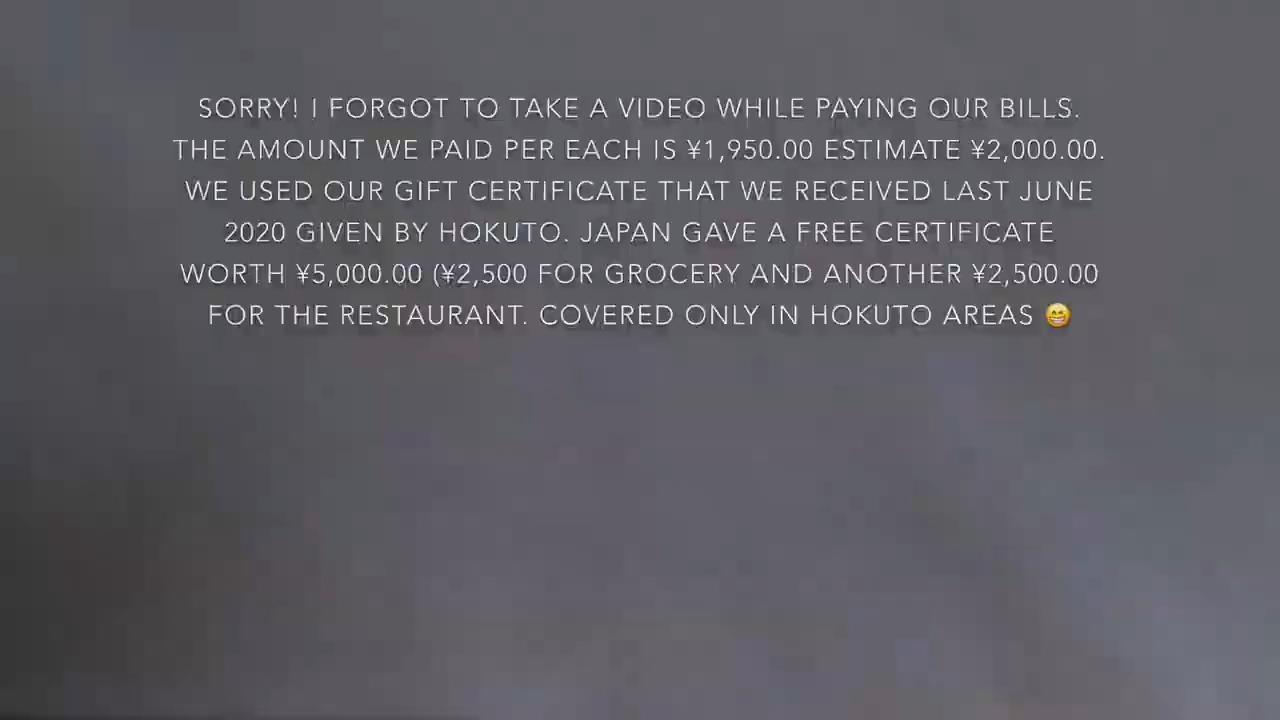 SORRY! I FORGOT TO TAKE A VIDEO WHILE PAYING OUR BILLS.
THE AMOUNT WE PAID PER EACH IS ¥1,950.00 ESTIMATE ¥2,000.00.
WE USED OUR GIFT CERTIFICATE THAT WE RECEIVED LAST JUNE
2020 GIVEN BY HOKUTO. JAPAN GAVE A FREE CERTIFICATE
WORTH ¥5,000.00 (¥2,500 FOR GROCERY AND ANOTHER ¥2,500.00
FOR THE RESTAURANT. COVERED ONLY IN HOKUTO AREAS 😁